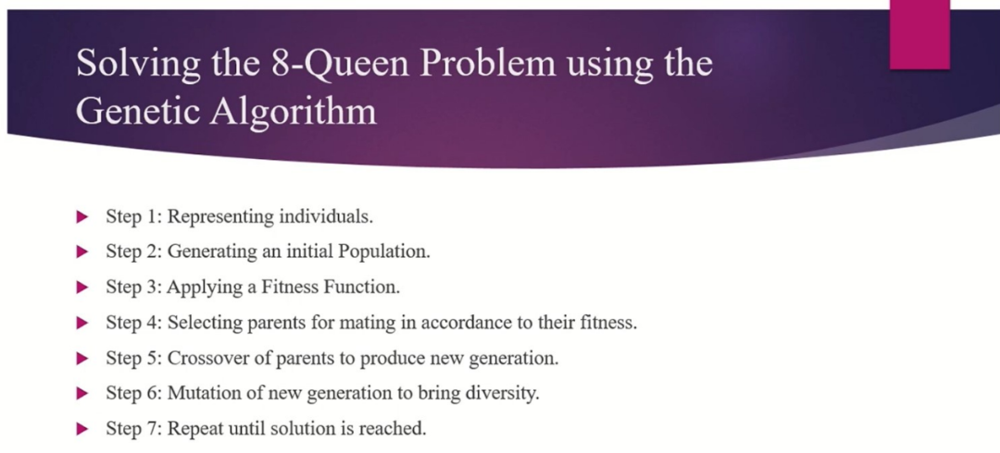 Solving the 8-Queen Problem using the
Genetic Algorithm
Step 1: Representing individuals.
Step 2: Generating an initial Population.
Step 3: Applying a Fitness Function.
Step 4: Selecting parents for mating in accordance to their fitness.
Step 5: Crossover of parents to produce new generation.
Step 6: Mutation of new generation to bring diversity.
Step 7: Repeat until solution is reached.